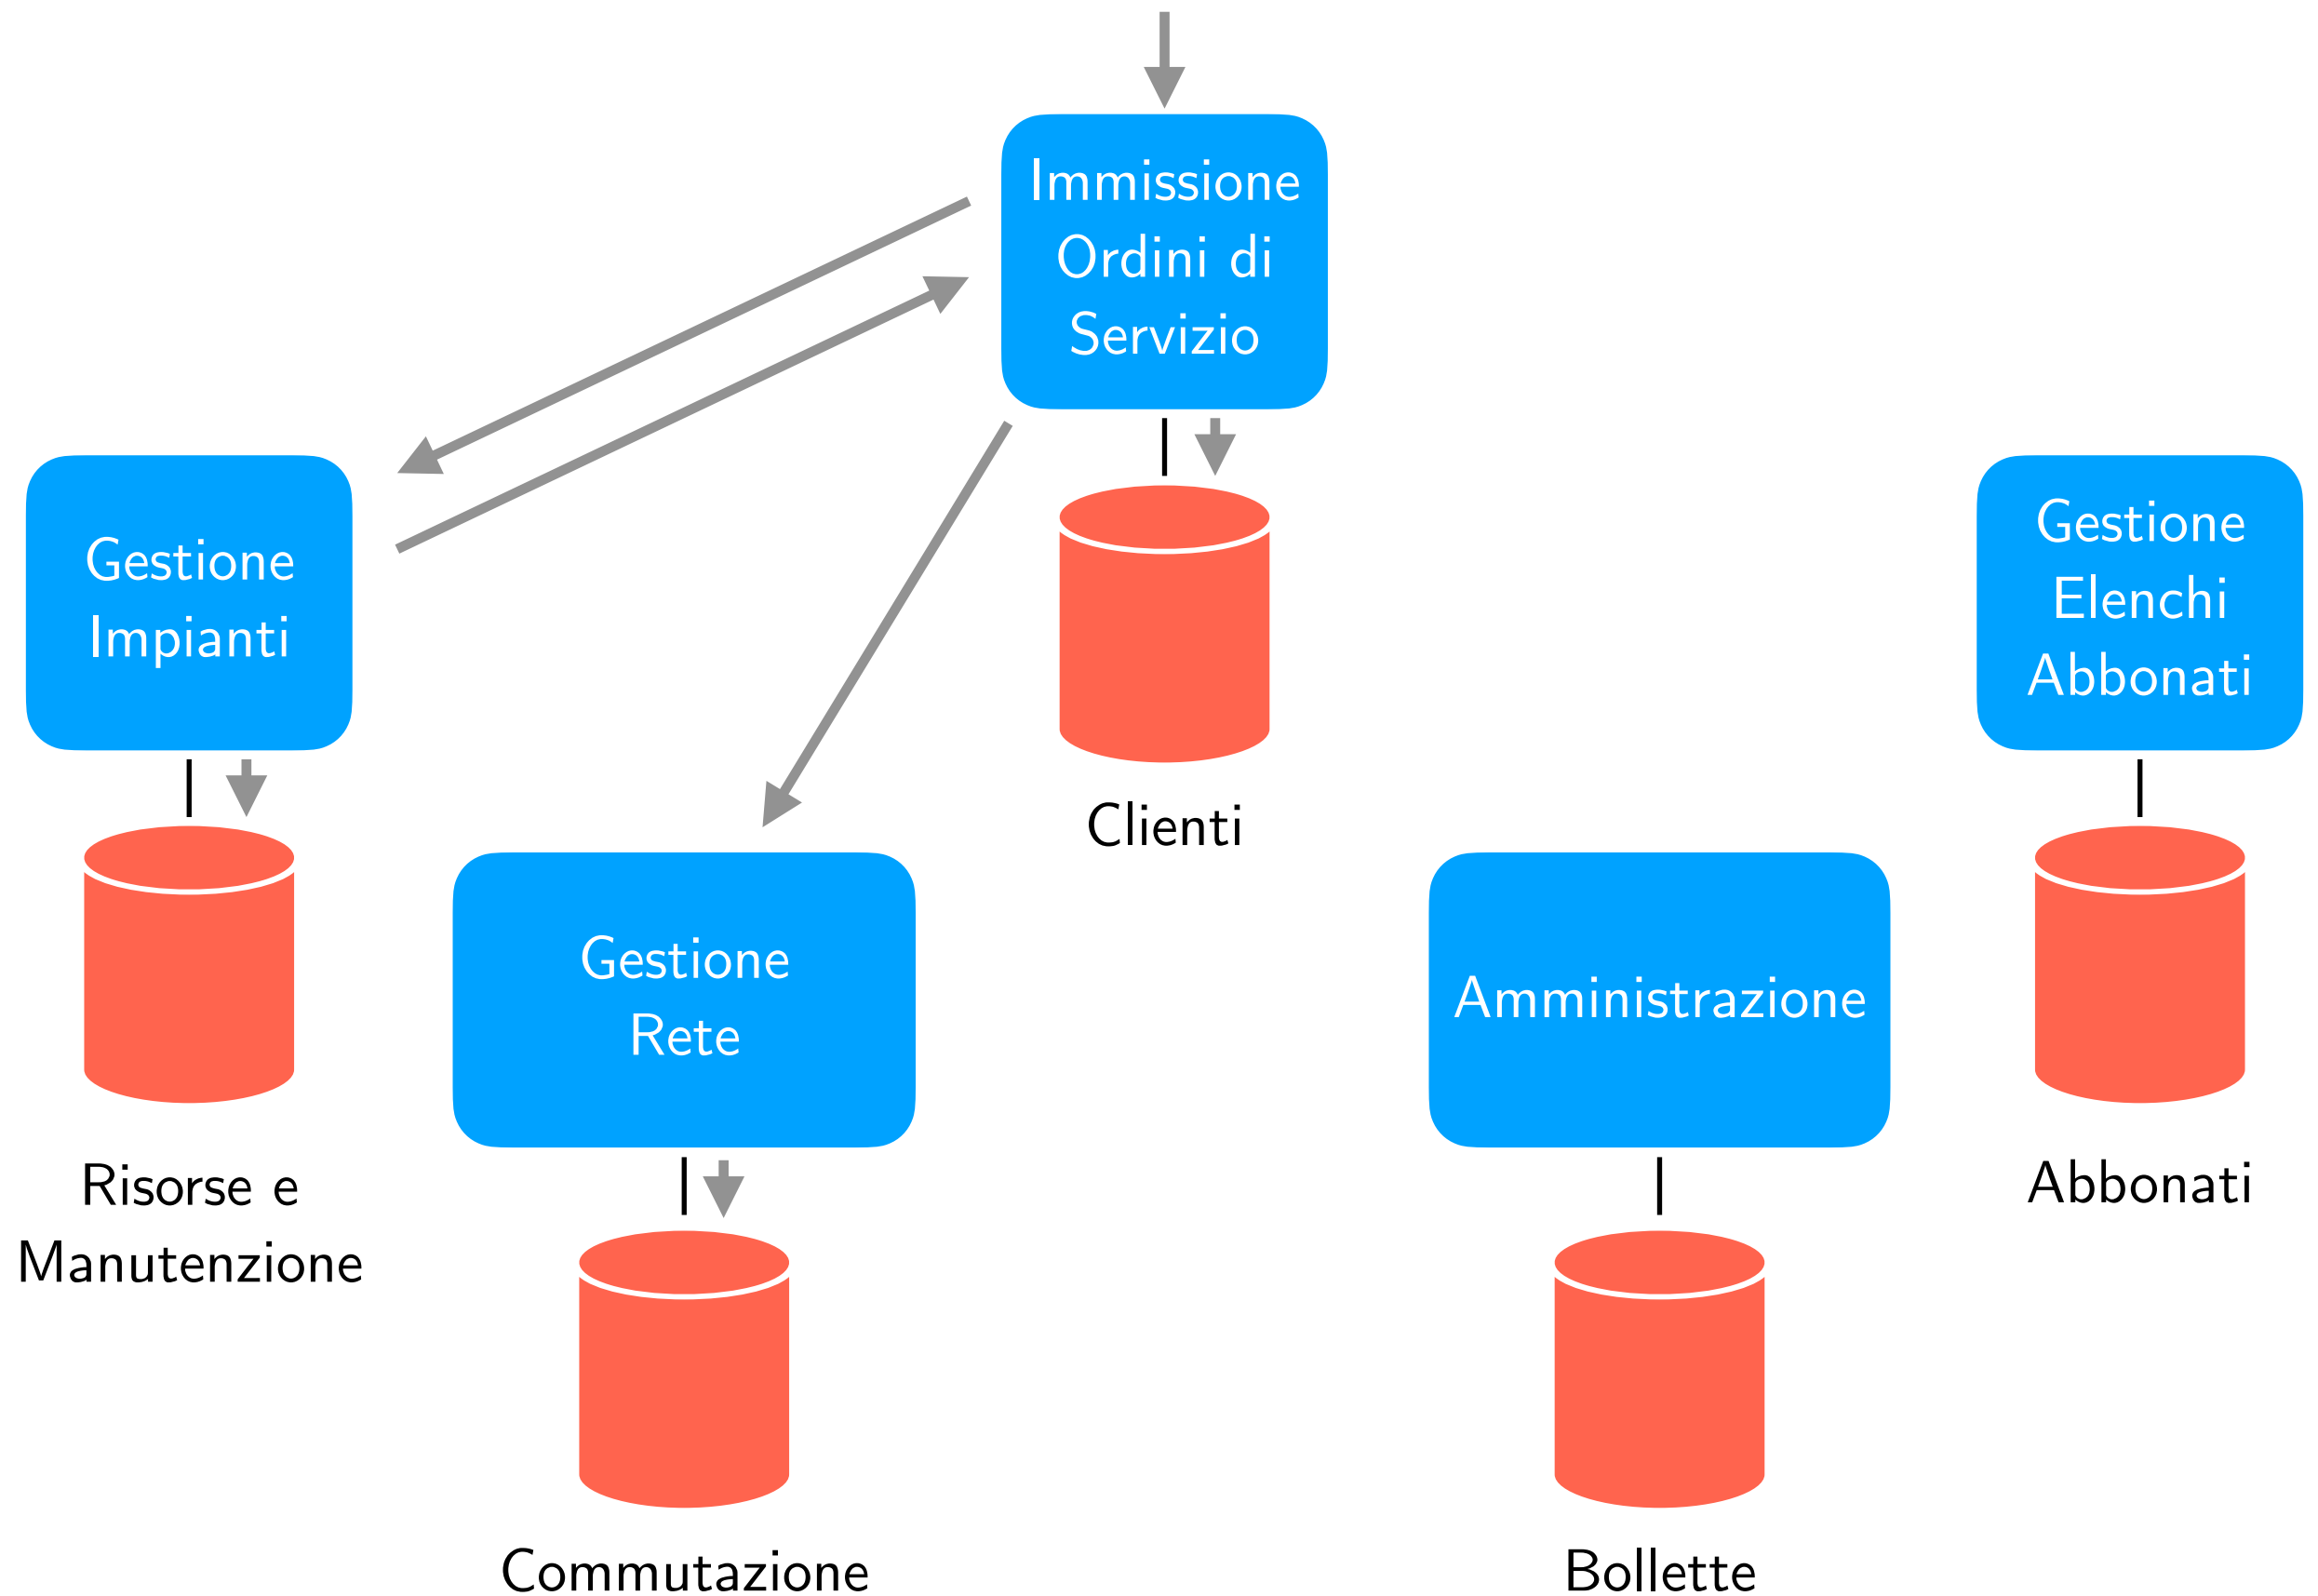 Immissione
Ordini di
Servizio
Gestione
Impianti
Gestione
Elenchi
Abbonati
Clienti
Gestione
Rete
Amministrazione
Risorse e
Manutenzione
Abbonati
Commutazione
Bollette